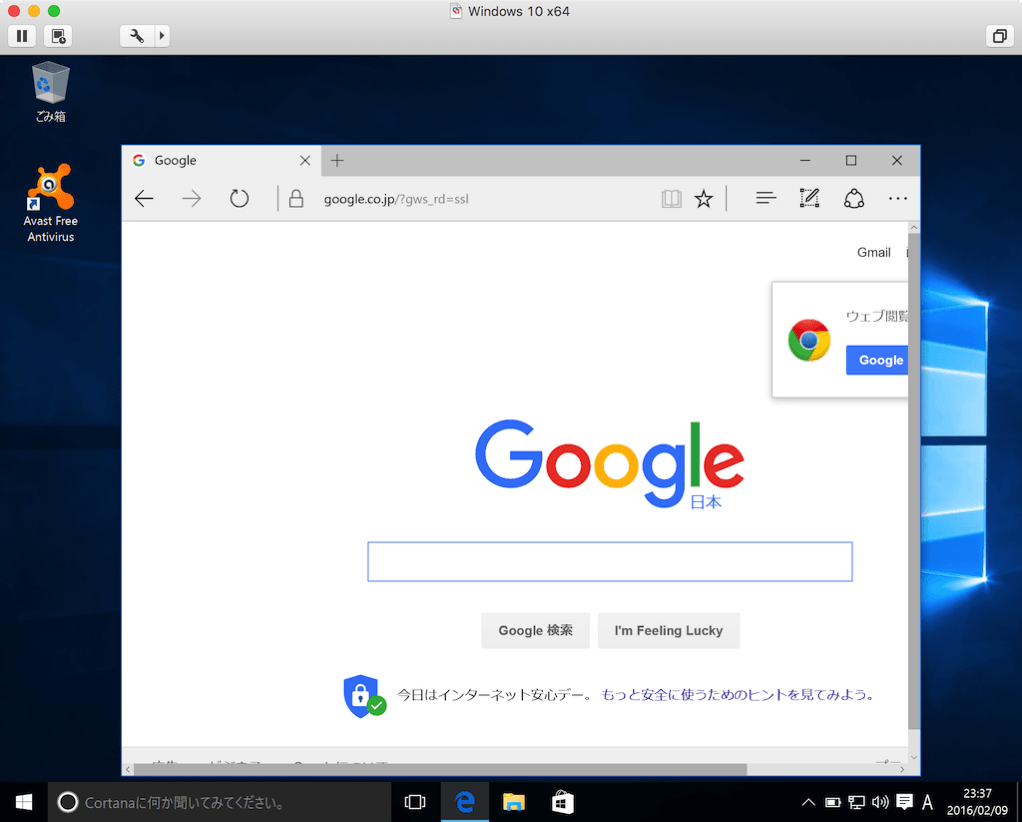 Windows 10 x64
ごみ箱
Avast Free
Antivirus
Google
google.co.jp/?gws_rd=ssl
Gmail
ウェブ閲覧
Google
Google
日本
Google 検索
I'm Feeling Lucky
今日はインターネット安心デー。 もっと安全に使うためのヒントを見てみよう。
Cortanaに何か聞いてみてください。
A
23:37
2016/02/09